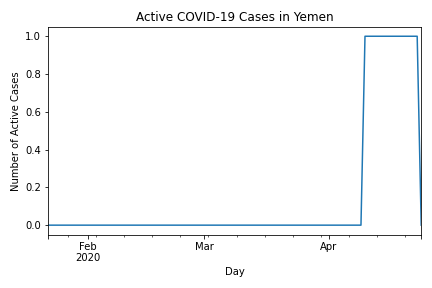 Active COVID-19 Cases in Yemen
1.0
0.8
0.6
0.4
0.2
0.0
Number of Active Cases
Feb
2020
Mar
Apr
Day